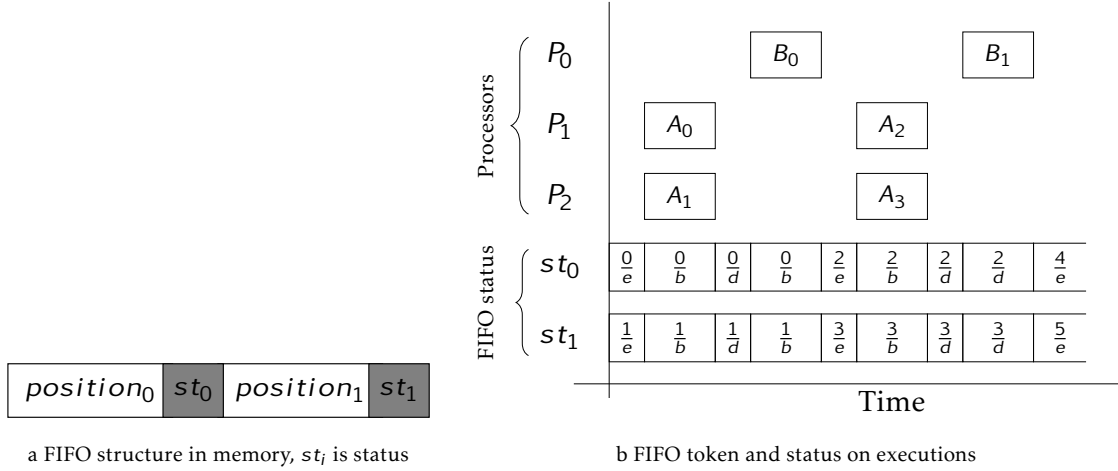 P0 B0 B1
P1 A0 A2
P2 A1 A3
Processors
st0 0/e 0/b 0/d 0/b 2/e 2/b 2/d 2/d 4/e
st1 1/e 1/b 1/d 1/b 3/e 3/b 3/d 3/d 5/e
FIFO status
Time
position0 st0 position1 st1
a FIFO structure in memory, sti is status
b FIFO token and status on executions